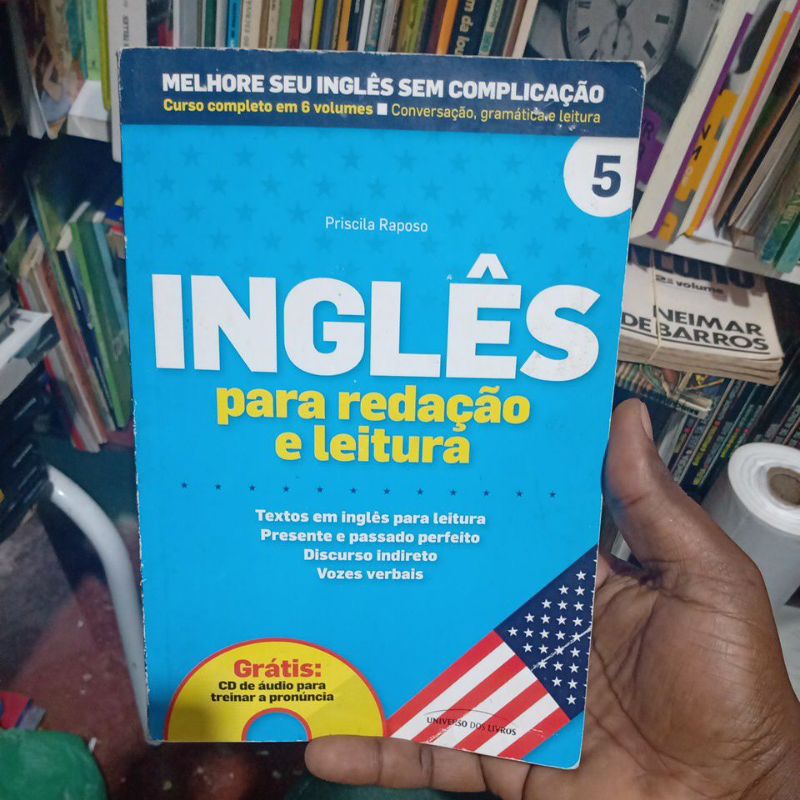 MELHORE SEU INGLÊS SEM COMPLICAÇÃO
Curso completo em 6 volumes ■ Conversação, gramática e leitura
5
Priscila Raposo
INGLÊS
para redação
e leitura
Textos em inglês para leitura
Presente e passado perfeito
Discurso indireto
Vozes verbais
Grátis:
CD de áudio para
treinar a pronúncia
UNIVERSO DOS LIVROS
2º volume
NEIMAR
DE BARROS